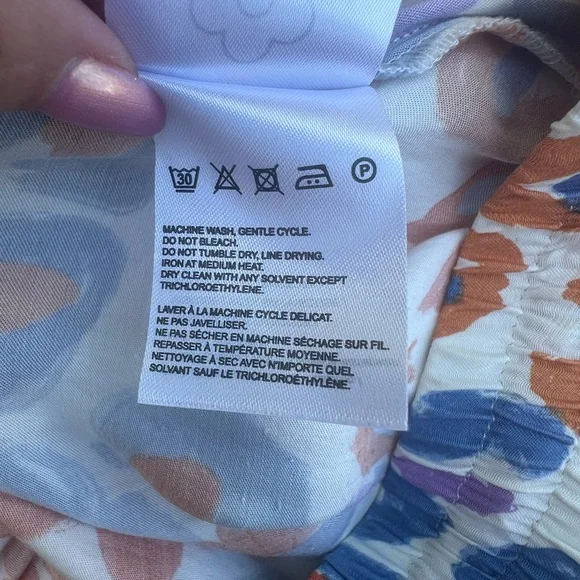 30 P
MACHINE WASH, GENTLE CYCLE.
DO NOT BLEACH.
DO NOT TUMBLE DRY, LINE DRYING.
IRON AT MEDIUM HEAT.
DRY CLEAN WITH ANY SOLVENT EXCEPT
TRICHLOROETHYLENE.
LAVER À LA MACHINE CYCLE DELICAT.
NE PAS JAVELLISER.
NE PAS SÉCHER EN MACHINE SÉCHAGE SUR FIL.
REPASSER À TEMPÉRATURE MOYENNE.
NETTOYAGE À SEC AVEC N'IMPORTE QUEL
SOLVANT SAUF LE TRICHLOROÉTHYLÈNE.